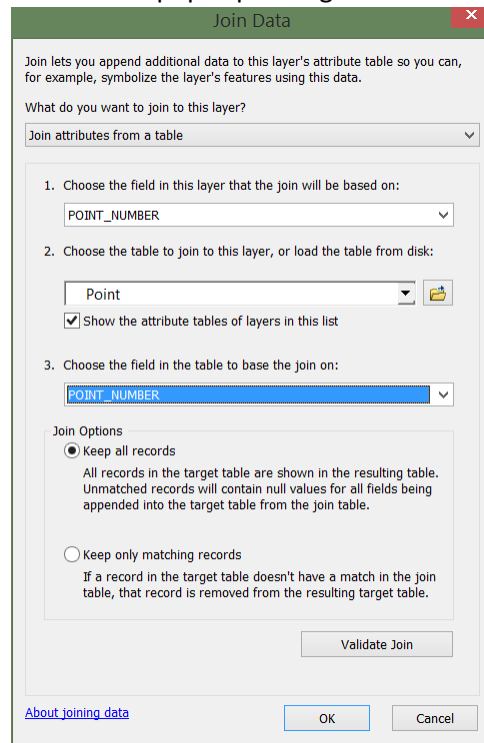 Join Data
Join lets you append additional data to this layer's attribute table so you can,
for example, symbolize the layer's features using this data.
What do you want to join to this layer?
Join attributes from a table
1. Choose the field in this layer that the join will be based on:
POINT_NUMBER
2. Choose the table to join to this layer, or load the table from disk:
Point
Show the attribute tables of layers in this list
3. Choose the field in the table to base the join on:
POINT_NUMBER
Join Options
Keep all records
All records in the target table are shown in the resulting table.
Unmatched records will contain null values for all fields being
appended into the target table from the join table.
Keep only matching records
If a record in the target table doesn't have a match in the join
table, that record is removed from the resulting target table.
Validate Join
About joining data
OK
Cancel